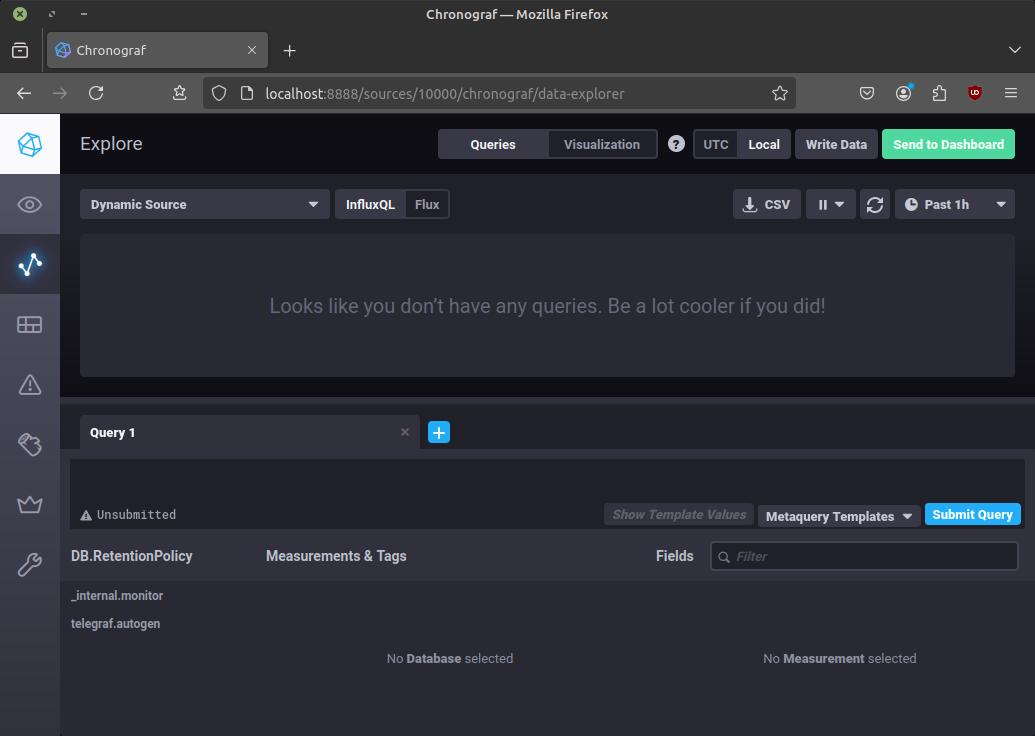 Chronograf — Mozilla Firefox
Chronograf
localhost:8888/sources/10000/chronograf/data-explorer
Explore
Queries Visualization ? UTC Local Write Data Send to Dashboard
Dynamic Source InfluxQL Flux CSV Past 1h
Looks like you don’t have any queries. Be a lot cooler if you did!
Query 1
Unsubmitted Show Template Values Metaquery Templates Submit Query
DB.RetentionPolicy Measurements & Tags Fields Filter
_internal.monitor
telegraf.autogen
No Database selected No Measurement selected